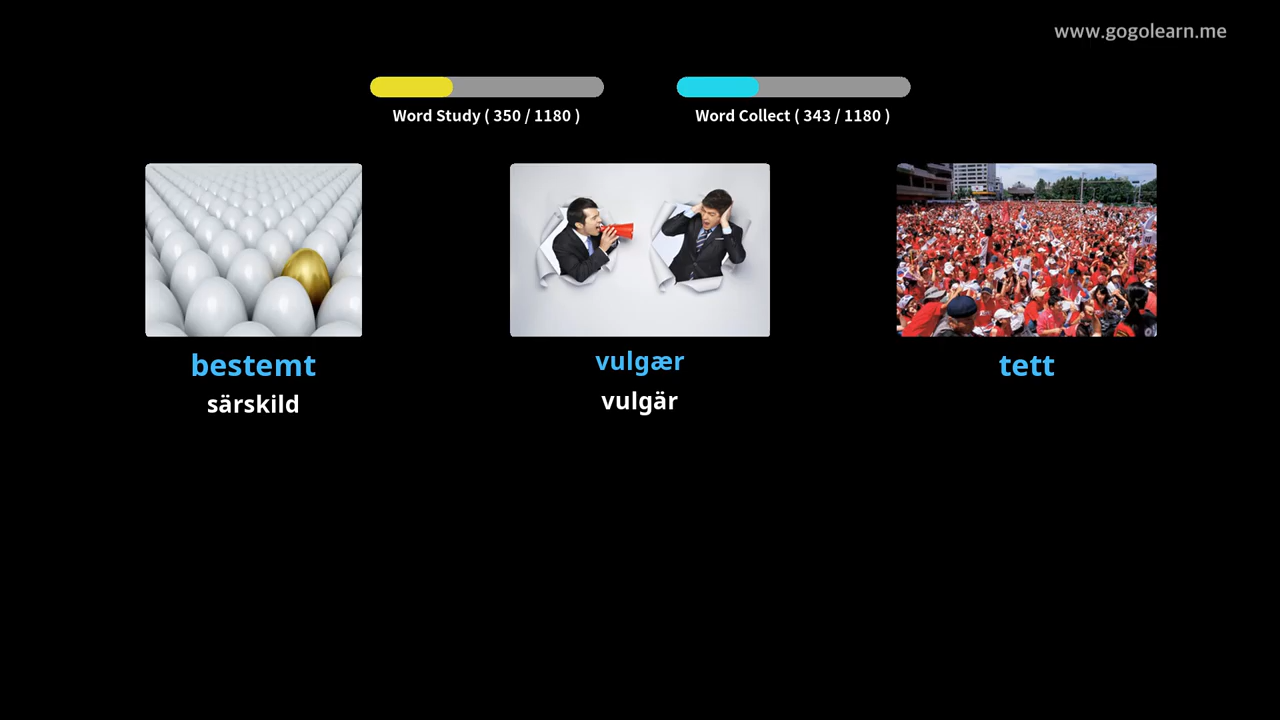 www.gogolearn.me
Word Study ( 350 / 1180 )
Word Collect ( 343 / 1180 )
bestemt
särskild
vulgær
vulgär
tett